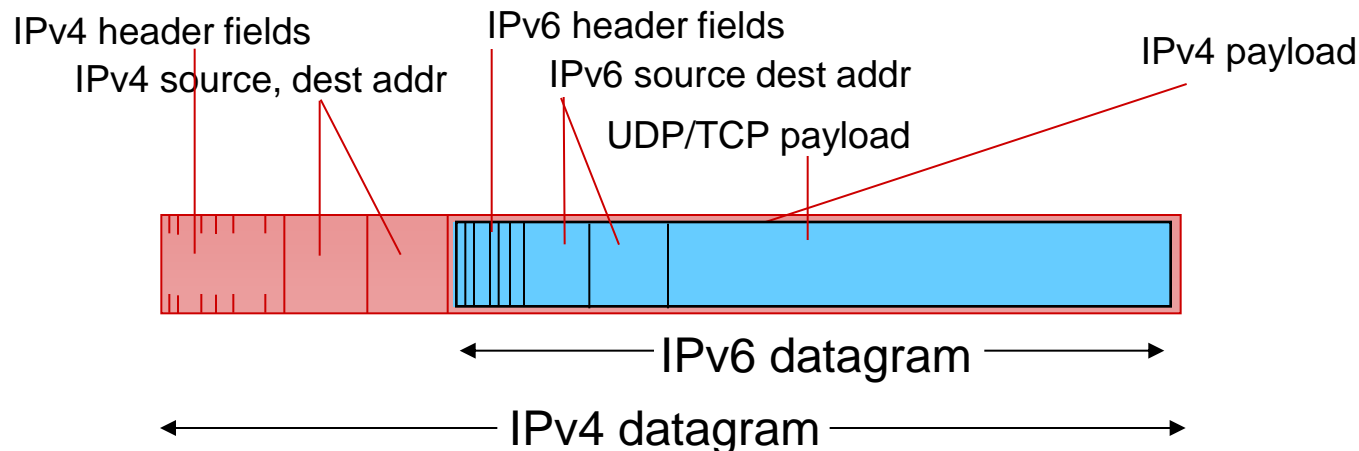 IPv4 header fields
IPv6 header fields
IPv4 payload
IPv4 source, dest addr
IPv6 source dest addr
UDP/TCP payload
IPv6 datagram
IPv4 datagram